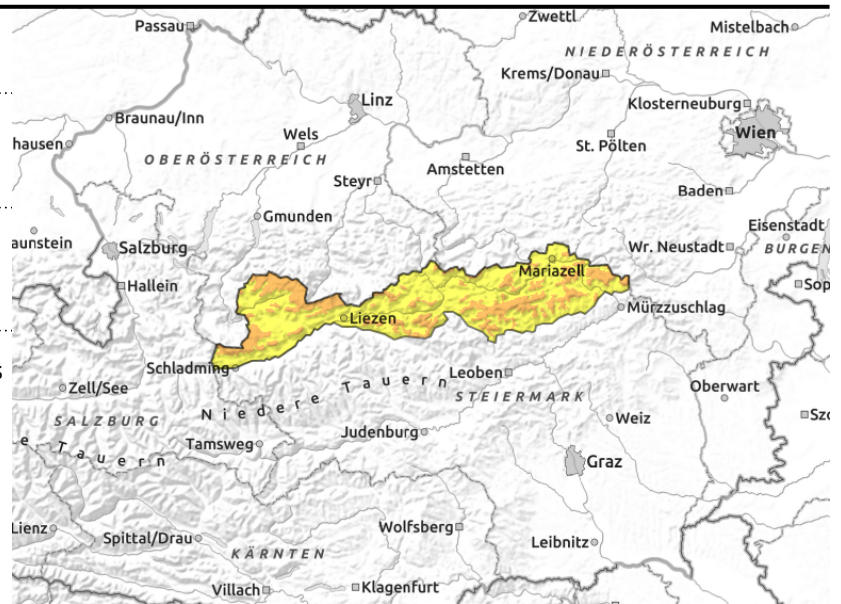 Passau
Zwettl
Mistelbach
NIEDERÖSTERREICH
Krems/Donau
Linz
Klosterneuburg
Braunau/Inn
Wien
hausen
Wels
St. Pölten
OBERÖSTERREICH
Amstetten
Steyr
Baden
Gmunden
Eisenstadt
aunstein
Salzburg
Wr. Neustadt
BURGEN
Mariazell
Hallein
Sop
Mürzzuschlag
Liezen
Schladming
Leoben
Zell/See
Niedere Tauern
Oberwart
STEIERMARK
SALZBURG
Weiz
Szo
Judenburg
Tamsweg
e Tauern
Graz
Lienz
Wolfsberg
Spittal/Drau
Leibnitz
KÄRNTEN
Villach
Klagenfurt